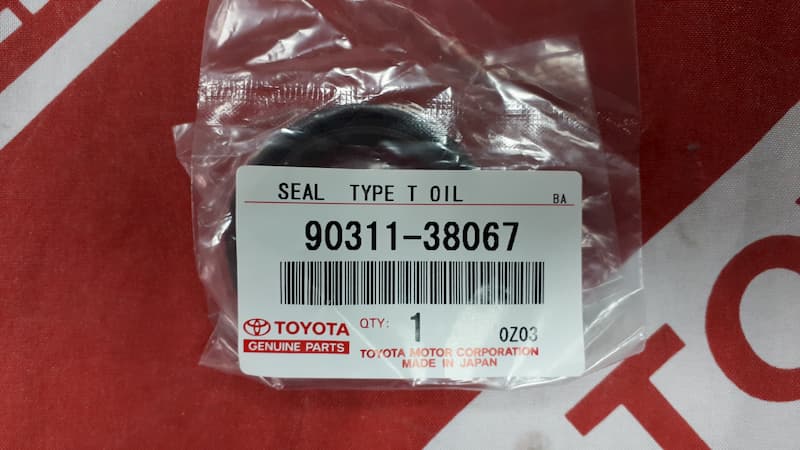 SEAL TYPE T OIL BA
90311-38067
TOYOTA
GENUINE PARTS
QTY: 1 0Z03
TOYOTA MOTOR CORPORATION
MADE IN JAPAN